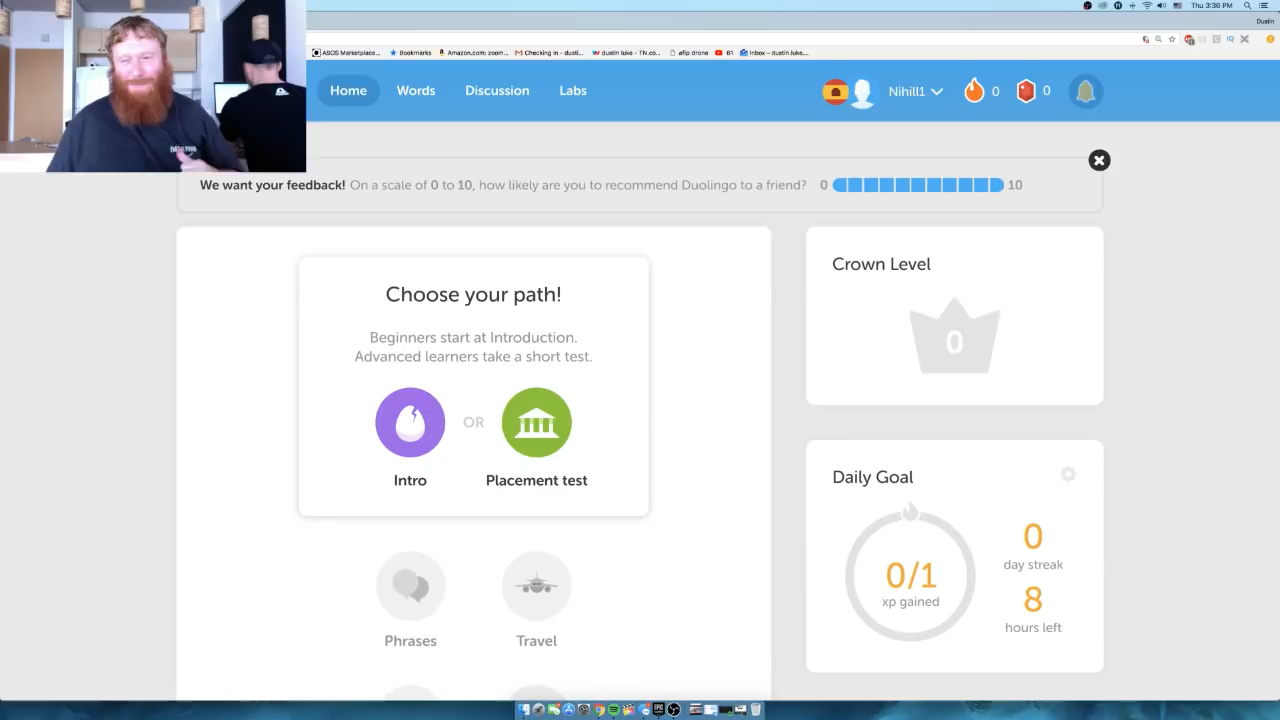 Thu 3:36 PM
Dustin
ASOS Marketplace...
Bookmarks
Amazon.com: zoom...
Checking in - dusti...
dustin luke - TN.co...
afip drone
61
Inbox - dustin.luke...
Home
Words
Discussion
Labs
Nihill1
0
0
We want your feedback! On a scale of 0 to 10, how likely are you to recommend Duolingo to a friend?
0
10
Choose your path!
Beginners start at Introduction.
Advanced learners take a short test.
Intro
OR
Placement test
Phrases
Travel
Crown Level
0
Daily Goal
0/1
xp gained
0
day streak
8
hours left